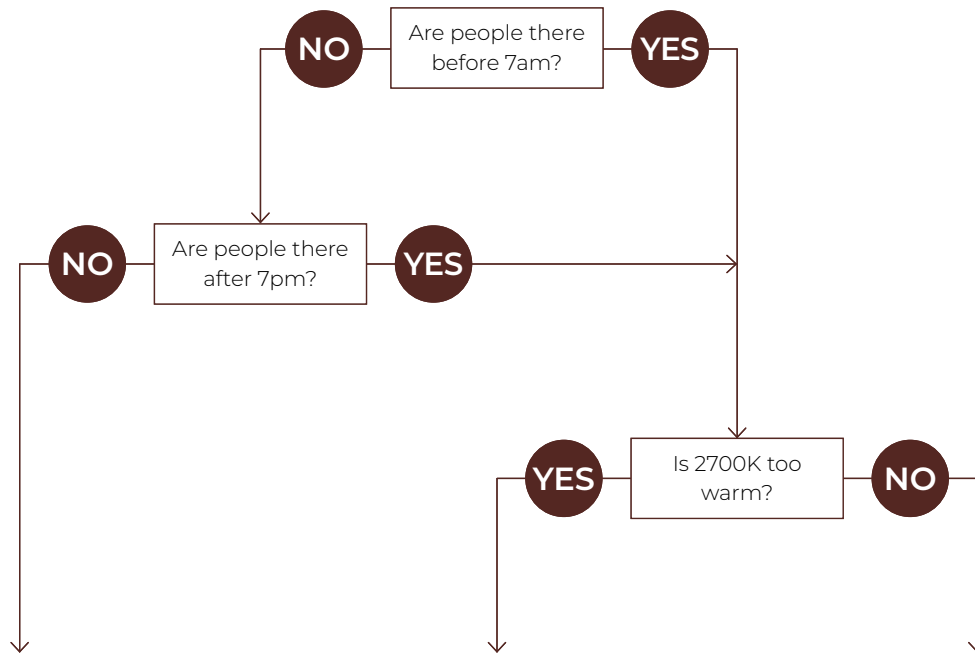 NO
Are people there
before 7am?
YES
NO
Are people there
after 7pm?
YES
YES
Is 2700K too
warm?
NO